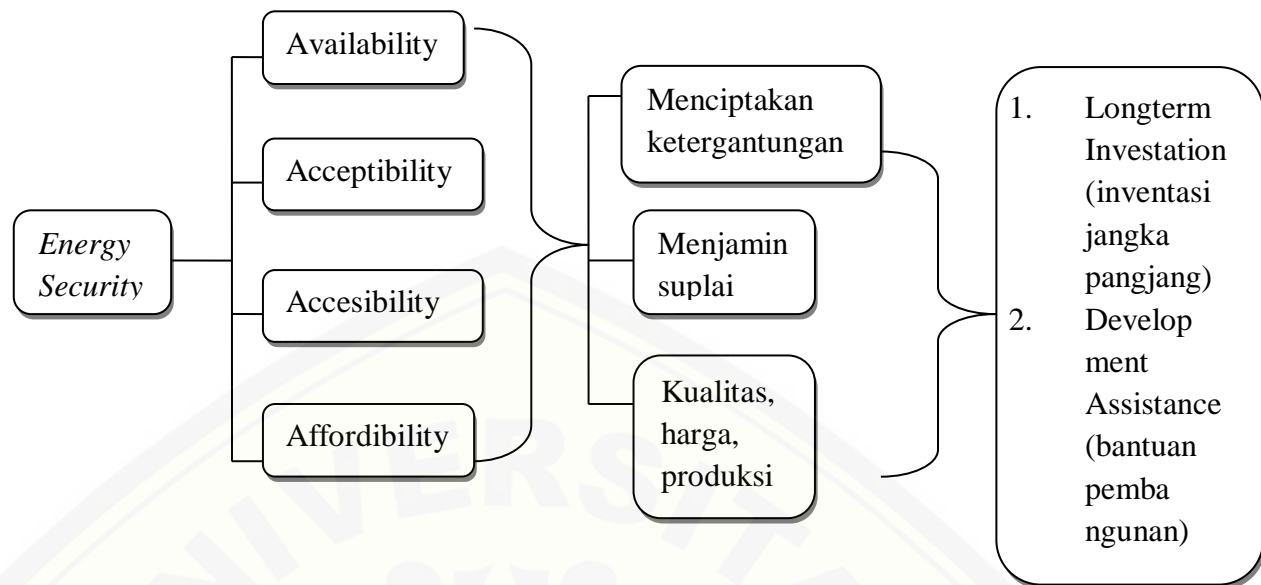 Energy
Security
Availability
Acceptibility
Accesibility
Affordibility
Menciptakan
ketergantungan
Menjamin
suplai
Kualitas,
harga,
produksi
1. Longterm
Investation
(inventasi
jangka
pangjang)
2. Develop
ment
Assistance
(bantuan
pemba
ngunan)
UNIVERSITA